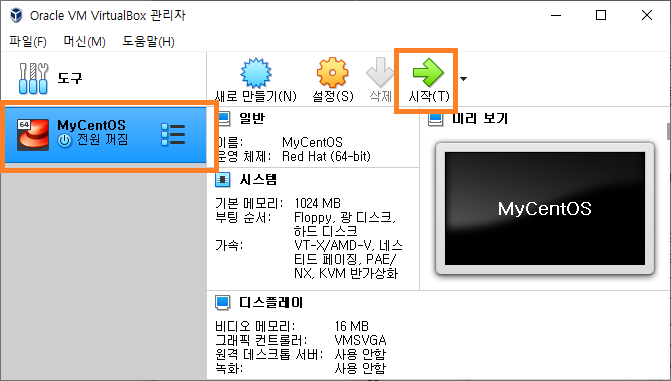 Oracle VM VirtualBox 관리자
파일(F) 머신(M) 도움말(H)
도구
새로 만들기(N) 설정(S) 삭제 시작(T)
64
MyCentOS
전원 꺼짐
일반
이름: MyCentOS
운영 체제: Red Hat (64-bit)
시스템
기본 메모리: 1024 MB
부팅 순서: Floppy, 광 디스크,
하드 디스크
가속: VT-X/AMD-V, 네스
티드 페이징, PAE/
NX, KVM 반가상화
디스플레이
비디오 메모리: 16 MB
그래픽 컨트롤러: VMSVGA
원격 데스크톱 서버: 사용 안함
녹화: 사용 안함
미리 보기
MyCentOS